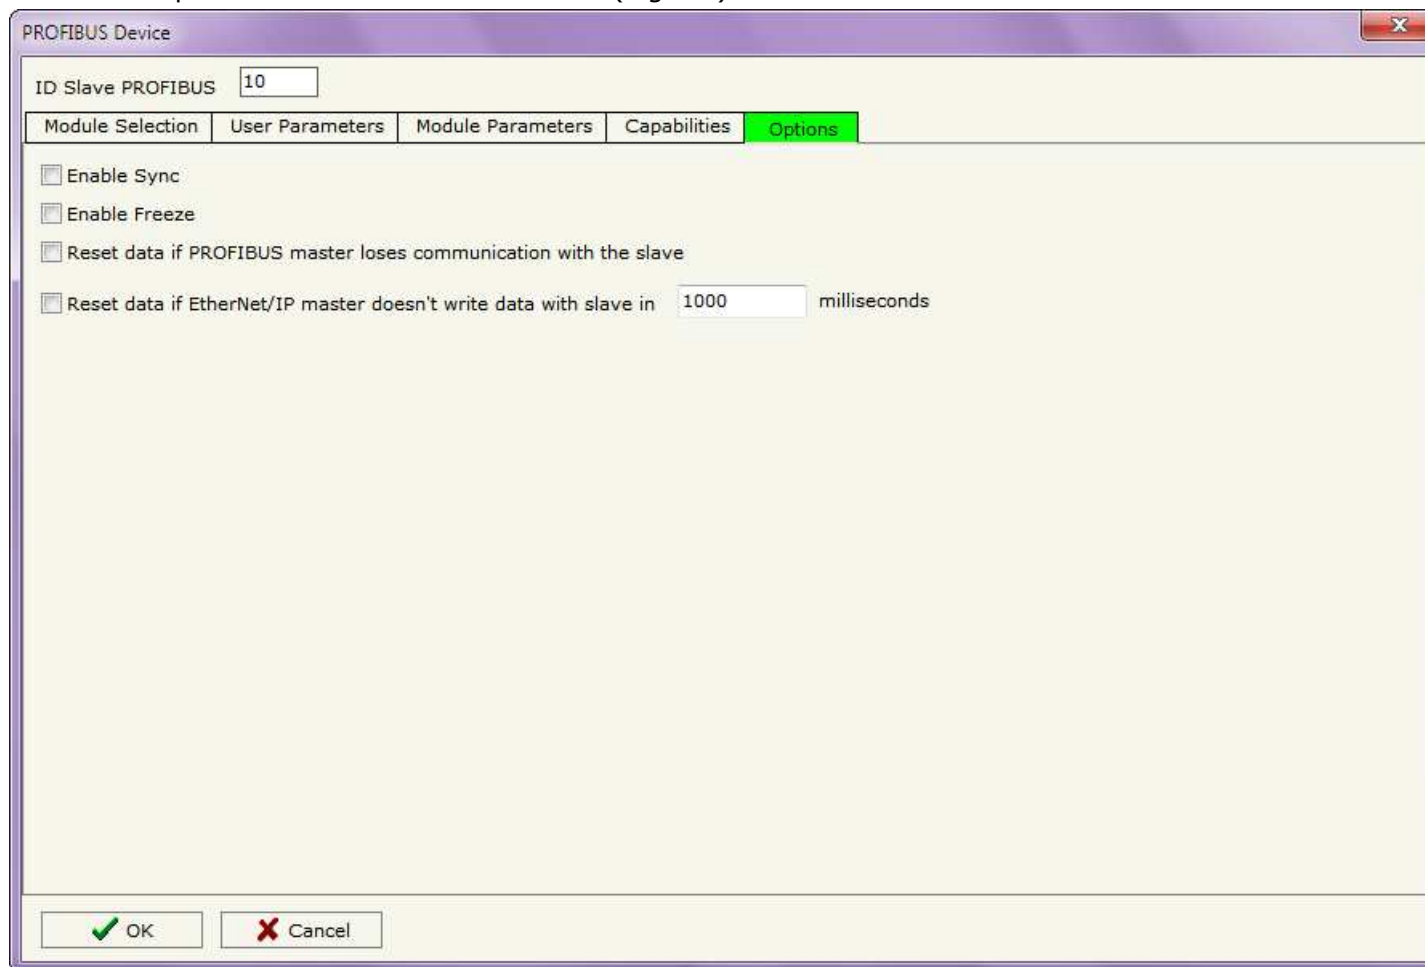 PROFIBUS Device
ID Slave PROFIBUS 10
Module Selection User Parameters Module Parameters Capabilities Options
Enable Sync
Enable Freeze
Reset data if PROFIBUS master loses communication with the slave
Reset data if EtherNet/IP master doesn't write data with slave in 1000 milliseconds
OK Cancel